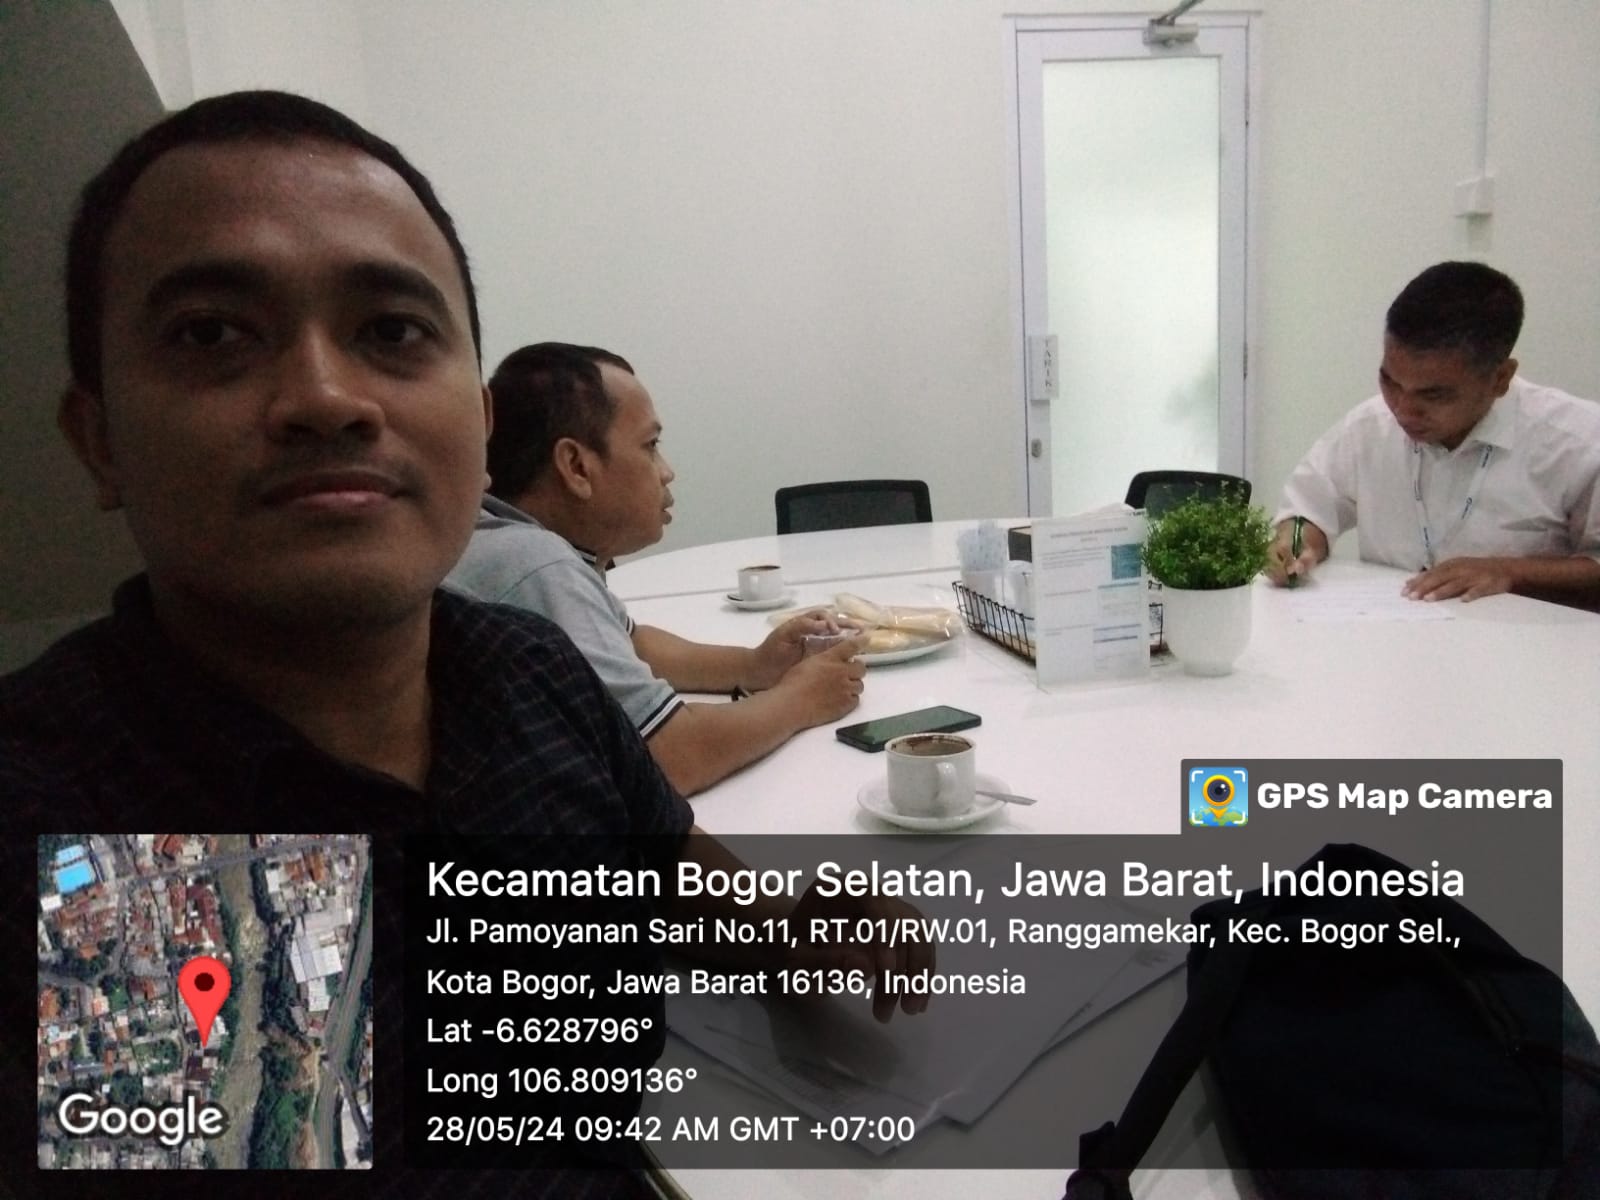 TARIK
GPS Map Camera
Kecamatan Bogor Selatan, Jawa Barat, Indonesia
Jl. Pamoyanan Sari No.11, RT.01/RW.01, Ranggamekar, Kec. Bogor Sel.,
Kota Bogor, Jawa Barat 16136, Indonesia
Lat -6.628796°
Long 106.809136°
28/05/24 09:42 AM GMT +07:00
Google